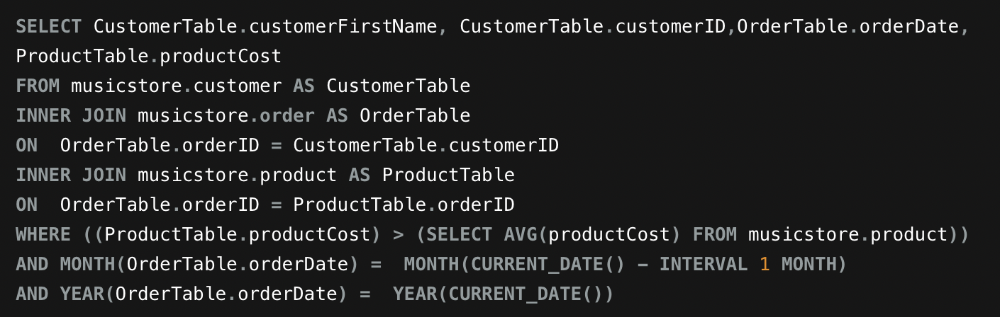 SELECT CustomerTable.customerFirstName, CustomerTable.customerID,OrderTable.orderDate,
ProductTable.productCost
FROM musicstore.customer AS CustomerTable
INNER JOIN musicstore.order AS OrderTable
ON  OrderTable.orderID = CustomerTable.customerID
INNER JOIN musicstore.product AS ProductTable
ON  OrderTable.orderID = ProductTable.orderID
WHERE ((ProductTable.productCost) > (SELECT AVG(productCost) FROM musicstore.product))
AND MONTH(OrderTable.orderDate) =  MONTH(CURRENT_DATE() – INTERVAL 1 MONTH)
AND YEAR(OrderTable.orderDate) =  YEAR(CURRENT_DATE())